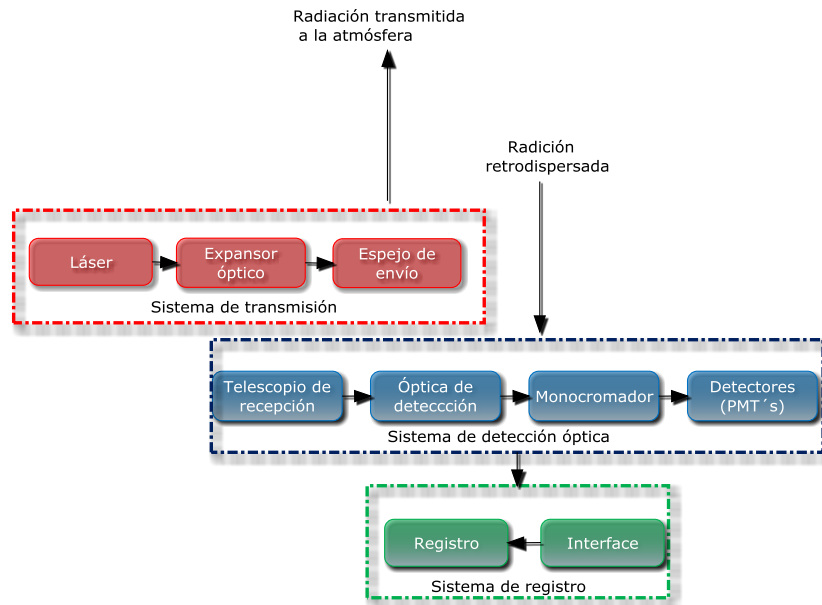 Radiación transmitida
a la atmósfera
Radición
retrodispersada
Láser
Expansor
óptico
Espejo de
envío
Sistema de transmisión
Telescopio de
recepción
Óptica de
deteccción
Monocromador
Detectores
(PMT´s)
Sistema de detección óptica
Registro
Interface
Sistema de registro